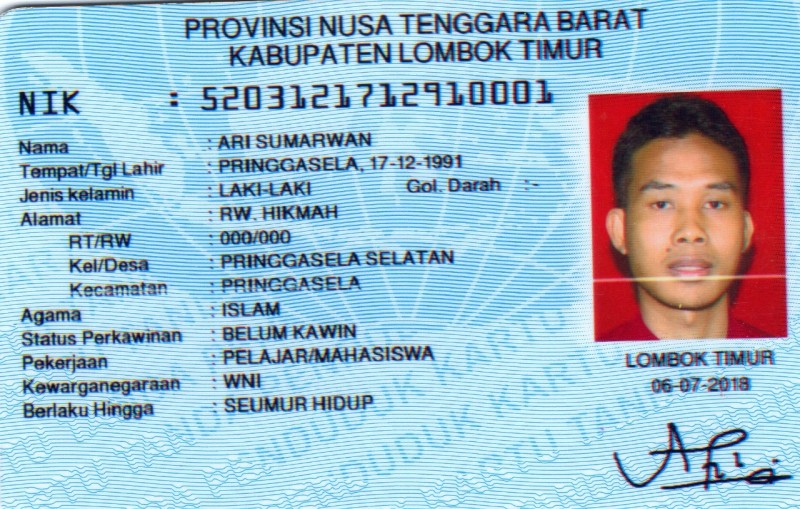 PROVINSI NUSA TENGGARA BARAT
KABUPATEN LOMBOK TIMUR
NIK : 5203121712910001
Nama : ARI SUMARWAN
Tempat/Tgl Lahir : PRINGGASELA, 17-12-1991
Jenis kelamin : LAKI-LAKI Gol. Darah : -
Alamat : RW. HIKMAH
RT/RW : 000/000
Kel/Desa : PRINGGASELA SELATAN
Kecamatan : PRINGGASELA
Agama : ISLAM
Status Perkawinan : BELUM KAWIN
Pekerjaan : PELAJAR/MAHASISWA
Kewarganegaraan : WNI
Berlaku Hingga : SEUMUR HIDUP
LOMBOK TIMUR
06-07-2018